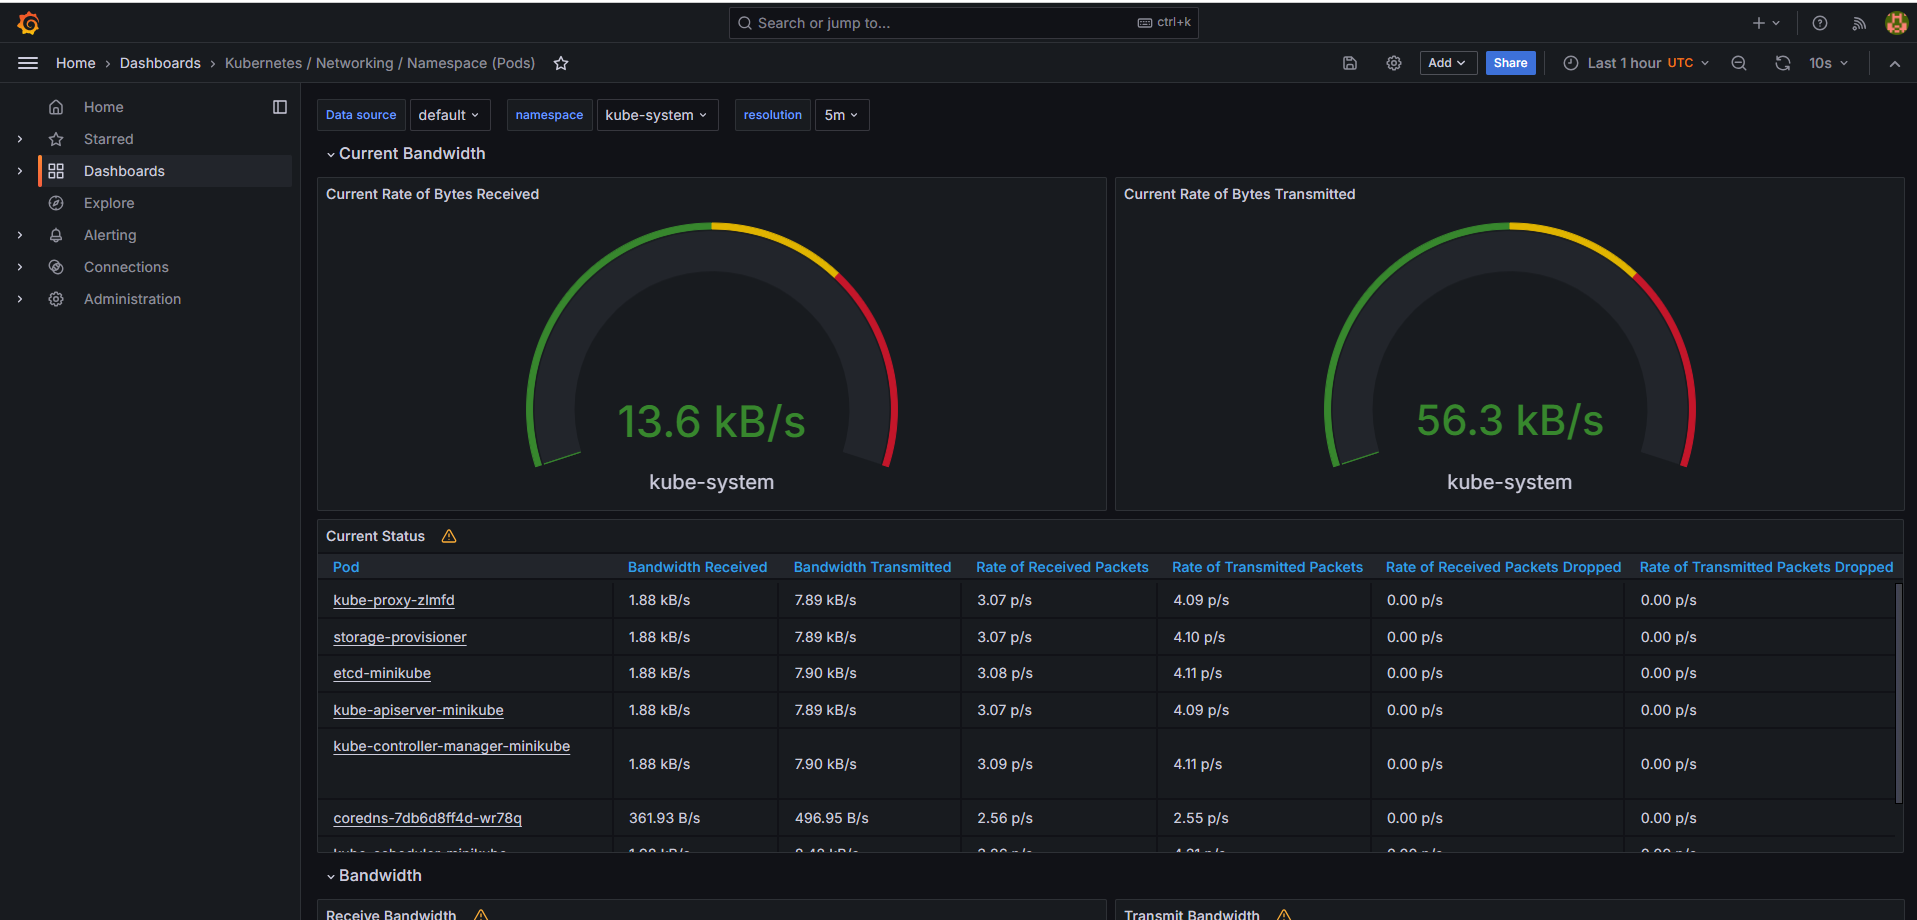 Search or jump to... ctrl+k
Home › Dashboards › Kubernetes / Networking / Namespace (Pods) Add Share Last 1 hour UTC 10s
Home
Starred
Dashboards
Explore
Alerting
Connections
Administration
Data source default namespace kube-system resolution 5m
Current Bandwidth
Current Rate of Bytes Received
13.6 kB/s
kube-system
Current Rate of Bytes Transmitted
56.3 kB/s
kube-system
Current Status
Pod Bandwidth Received Bandwidth Transmitted Rate of Received Packets Rate of Transmitted Packets Rate of Received Packets Dropped Rate of Transmitted Packets Dropped
kube-proxy-zlmfd 1.88 kB/s 7.89 kB/s 3.07 p/s 4.09 p/s 0.00 p/s 0.00 p/s
storage-provisioner 1.88 kB/s 7.89 kB/s 3.07 p/s 4.10 p/s 0.00 p/s 0.00 p/s
etcd-minikube 1.88 kB/s 7.90 kB/s 3.08 p/s 4.11 p/s 0.00 p/s 0.00 p/s
kube-apiserver-minikube 1.88 kB/s 7.89 kB/s 3.07 p/s 4.09 p/s 0.00 p/s 0.00 p/s
kube-controller-manager-minikube 1.88 kB/s 7.90 kB/s 3.09 p/s 4.11 p/s 0.00 p/s 0.00 p/s
coredns-7db6d8ff4d-wr78q 361.93 B/s 496.95 B/s 2.56 p/s 2.55 p/s 0.00 p/s 0.00 p/s
kube-scheduler-minikube
Bandwidth
Receive Bandwidth
Transmit Bandwidth